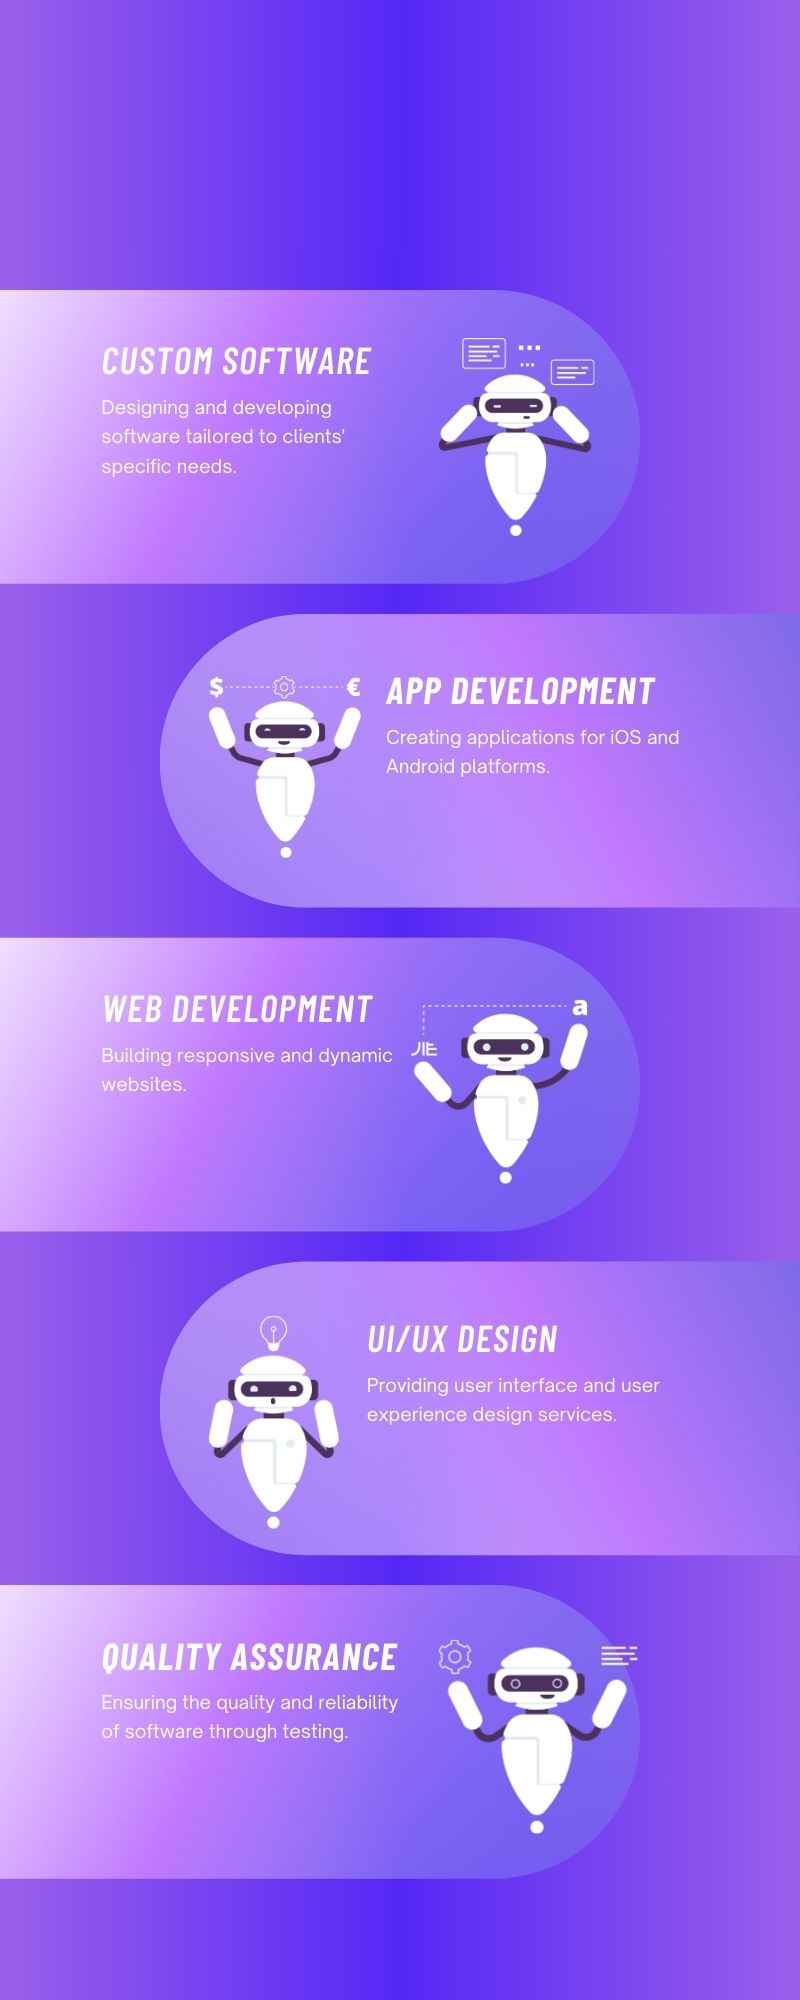 CUSTOM SOFTWARE
Designing and developing
software tailored to clients'
specific needs.
$ €
APP DEVELOPMENT
Creating applications for iOS and
Android platforms.
a
WEB DEVELOPMENT
Building responsive and dynamic
websites.
UI/UX DESIGN
Providing user interface and user
experience design services.
QUALITY ASSURANCE
Ensuring the quality and reliability
of software through testing.